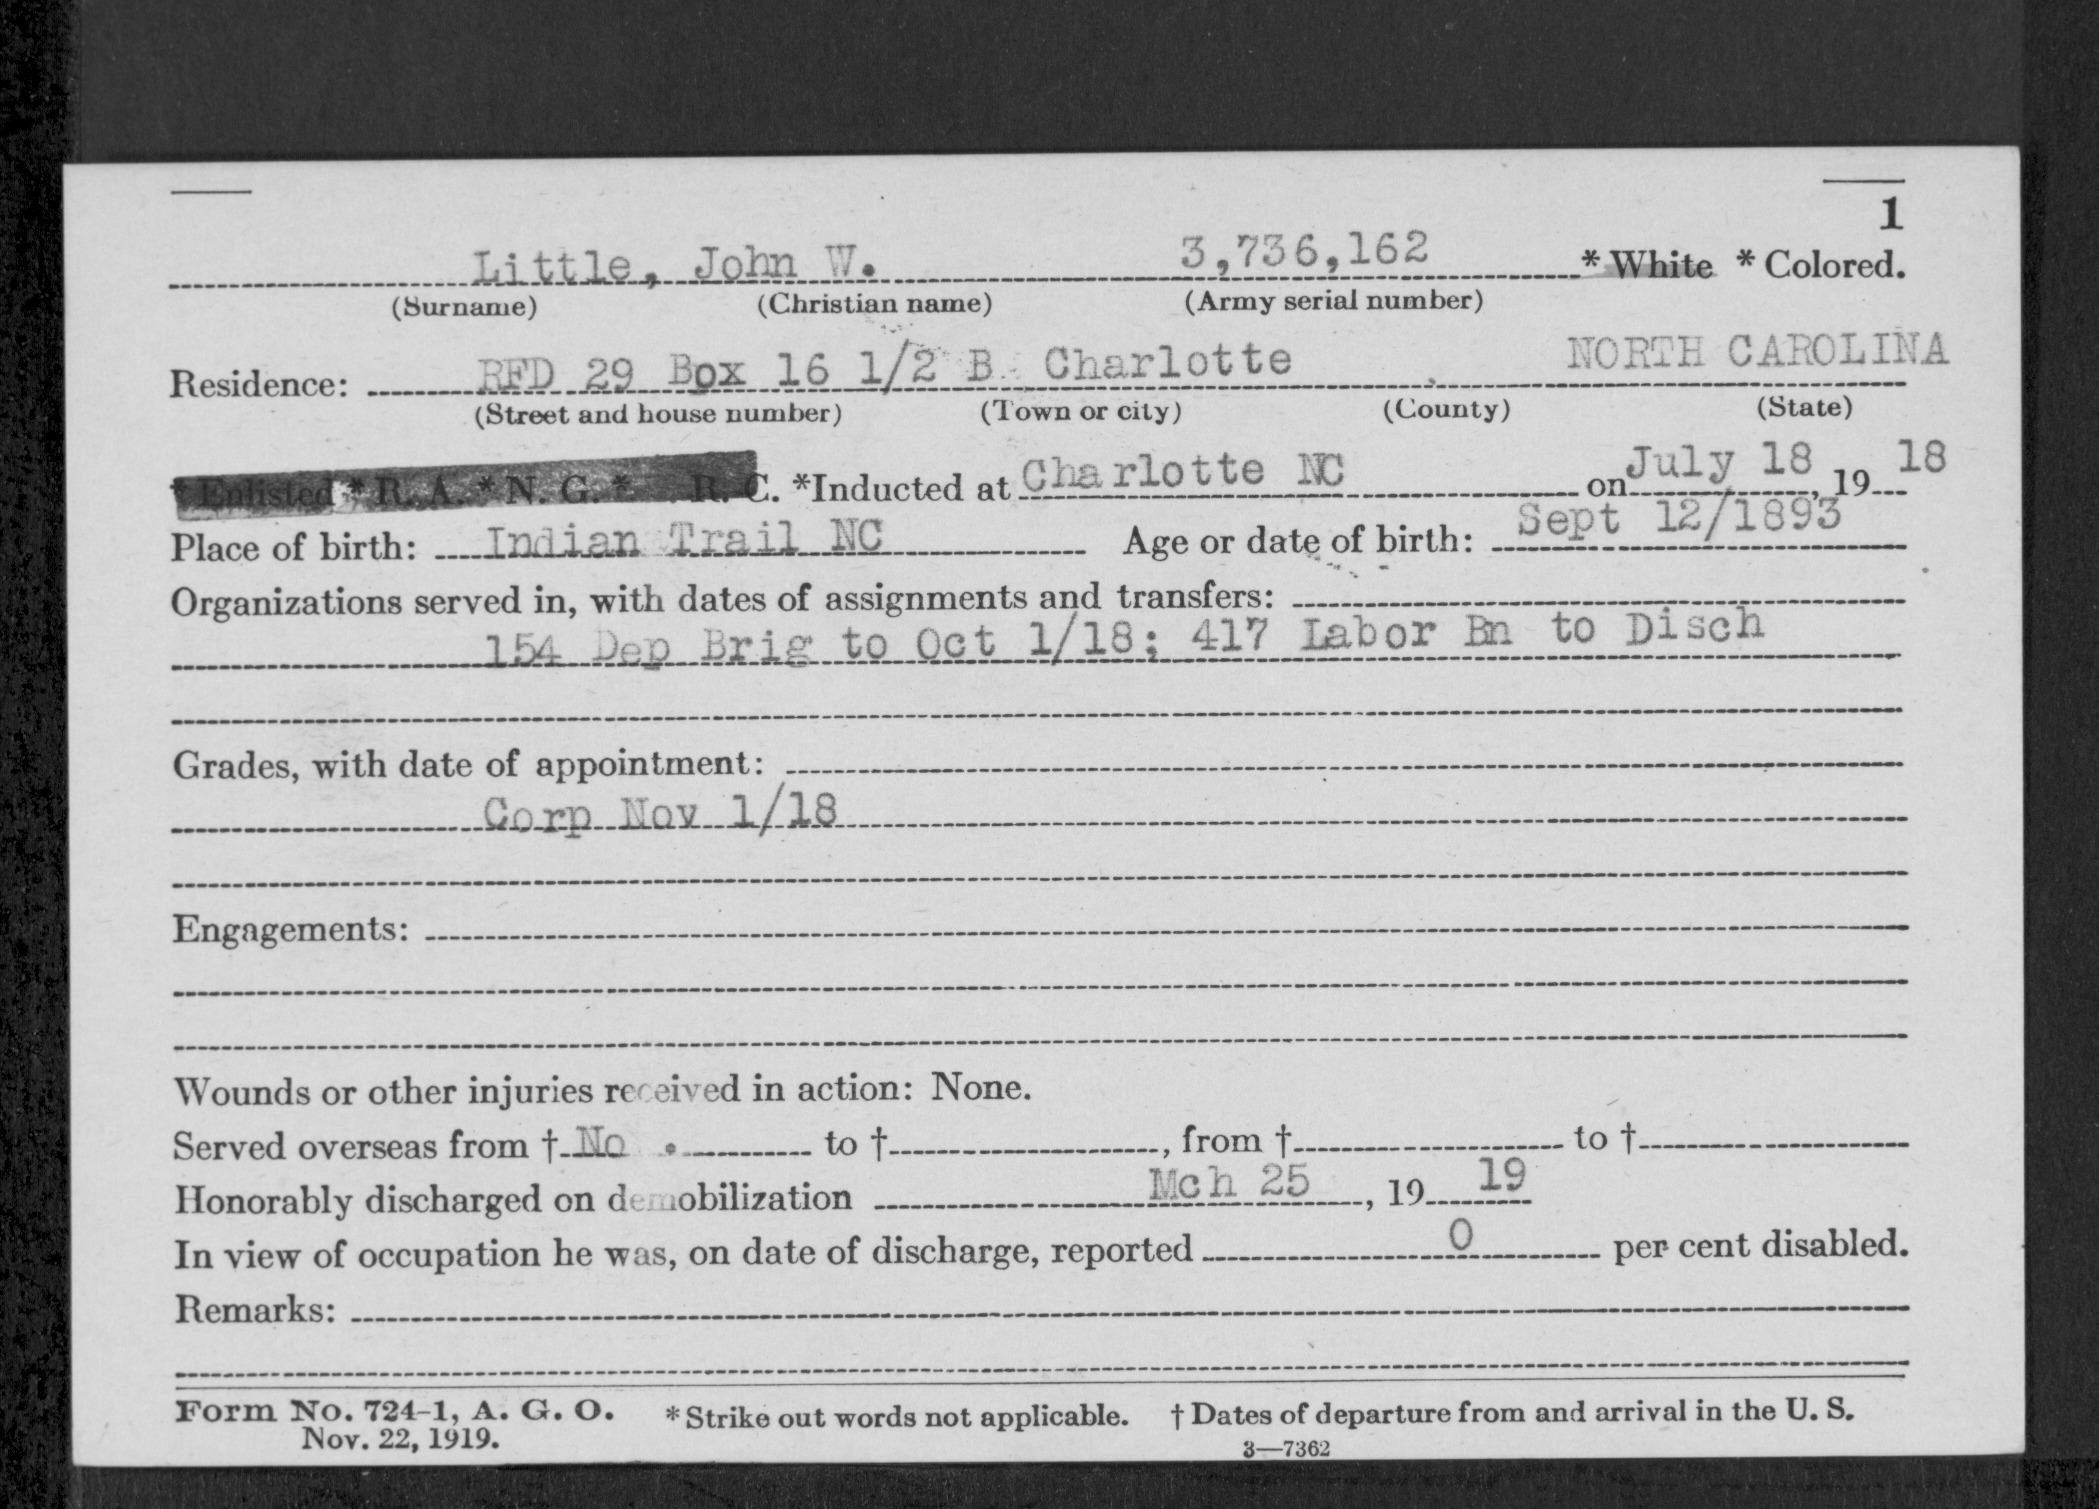 1
Little, John W. 3,736,162 * White * Colored.
(Surname) (Christian name) (Army serial number)
Residence: RFD 29 Box 16 1/2 B Charlotte NORTH CAROLINA
(Street and house number) (Town or city) (County) (State)
* Enlisted * R. A. * N. G. * R. C. *Inducted at Charlotte NC on July 18, 19 18
Place of birth: Indian Trail NC Age or date of birth: Sept 12/1893
Organizations served in, with dates of assignments and transfers:
154 Dep Brig to Oct 1/18; 417 Labor Bn to Disch
Grades, with date of appointment:
Corp Nov 1/18
Engagements:
Wounds or other injuries received in action: None.
Served overseas from † No . to †, from † to †
Honorably discharged on demobilization Mch 25, 19 19
In view of occupation he was, on date of discharge, reported 0 per cent disabled.
Remarks:
Form No. 724-1, A. G. O. * Strike out words not applicable. † Dates of departure from and arrival in the U. S.
Nov. 22, 1919. 3—7362